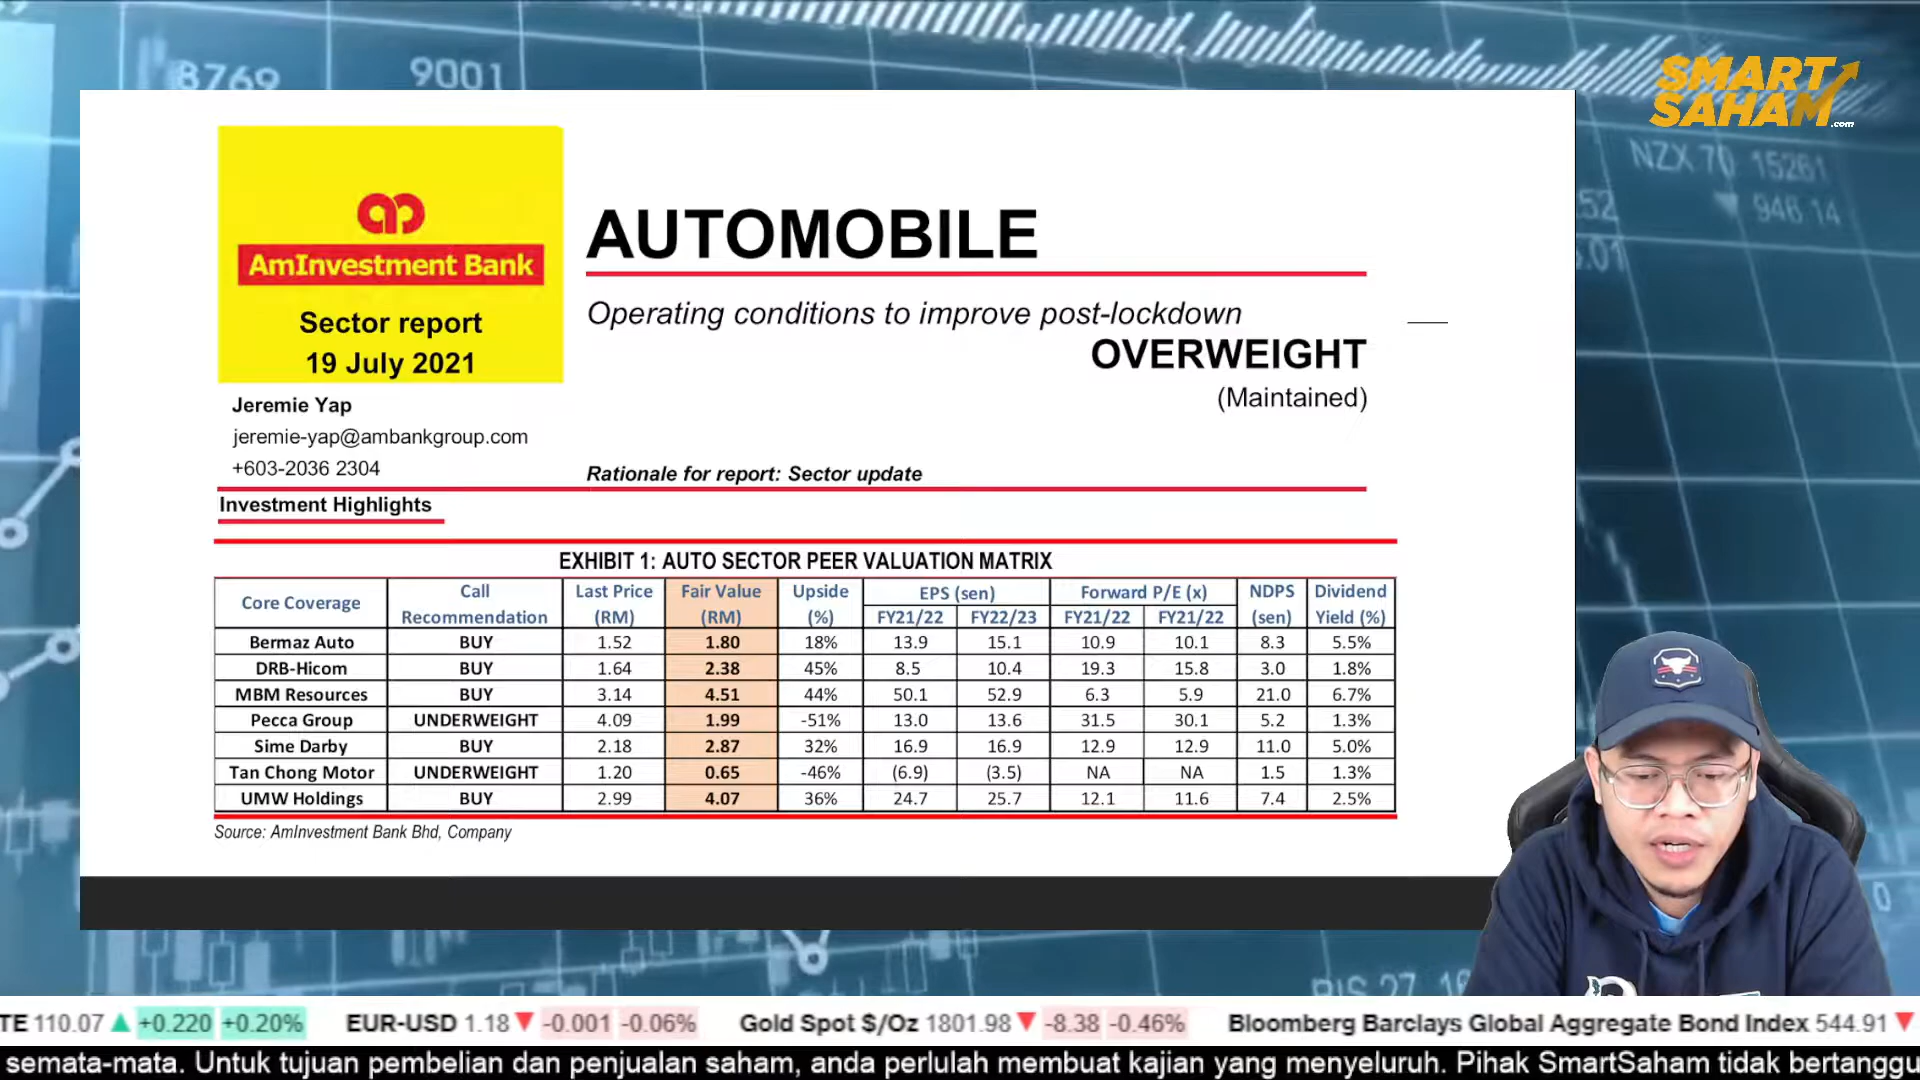 8769
9001
SMART
SAHAM
.com
NZX 70 15261
946.14
AmInvestment Bank
Sector report
19 July 2021
AUTOMOBILE
Operating conditions to improve post-lockdown
OVERWEIGHT
(Maintained)
Jeremie Yap
jeremie-yap@ambankgroup.com
+603-2036 2304
Rationale for report: Sector update
Investment Highlights
EXHIBIT 1: AUTO SECTOR PEER VALUATION MATRIX
Core Coverage Call Recommendation Last Price (RM) Fair Value (RM) Upside (%) EPS (sen) Forward P/E (x) NDPS (sen) Dividend Yield (%)
FY21/22 FY22/23 FY21/22 FY21/22
Bermaz Auto BUY 1.52 1.80 18% 13.9 15.1 10.9 10.1 8.3 5.5%
DRB-Hicom BUY 1.64 2.38 45% 8.5 10.4 19.3 15.8 3.0 1.8%
MBM Resources BUY 3.14 4.51 44% 50.1 52.9 6.3 5.9 21.0 6.7%
Pecca Group UNDERWEIGHT 4.09 1.99 -51% 13.0 13.6 31.5 30.1 5.2 1.3%
Sime Darby BUY 2.18 2.87 32% 16.9 16.9 12.9 12.9 11.0 5.0%
Tan Chong Motor UNDERWEIGHT 1.20 0.65 -46% (6.9) (3.5) NA NA 1.5 1.3%
UMW Holdings BUY 2.99 4.07 36% 24.7 25.7 12.1 11.6 7.4 2.5%
Source: AmInvestment Bank Bhd, Company
TE 110.07 ▲ +0.220 +0.20% EUR-USD 1.18 ▼ -0.001 -0.06% Gold Spot $/Oz 1801.98 ▼ -8.38 -0.46% Bloomberg Barclays Global Aggregate Bond Index 544.91 ▼
semata-mata. Untuk tujuan pembelian dan penjualan saham, anda perlulah membuat kajian yang menyeluruh. Pihak SmartSaham tidak bertanggu